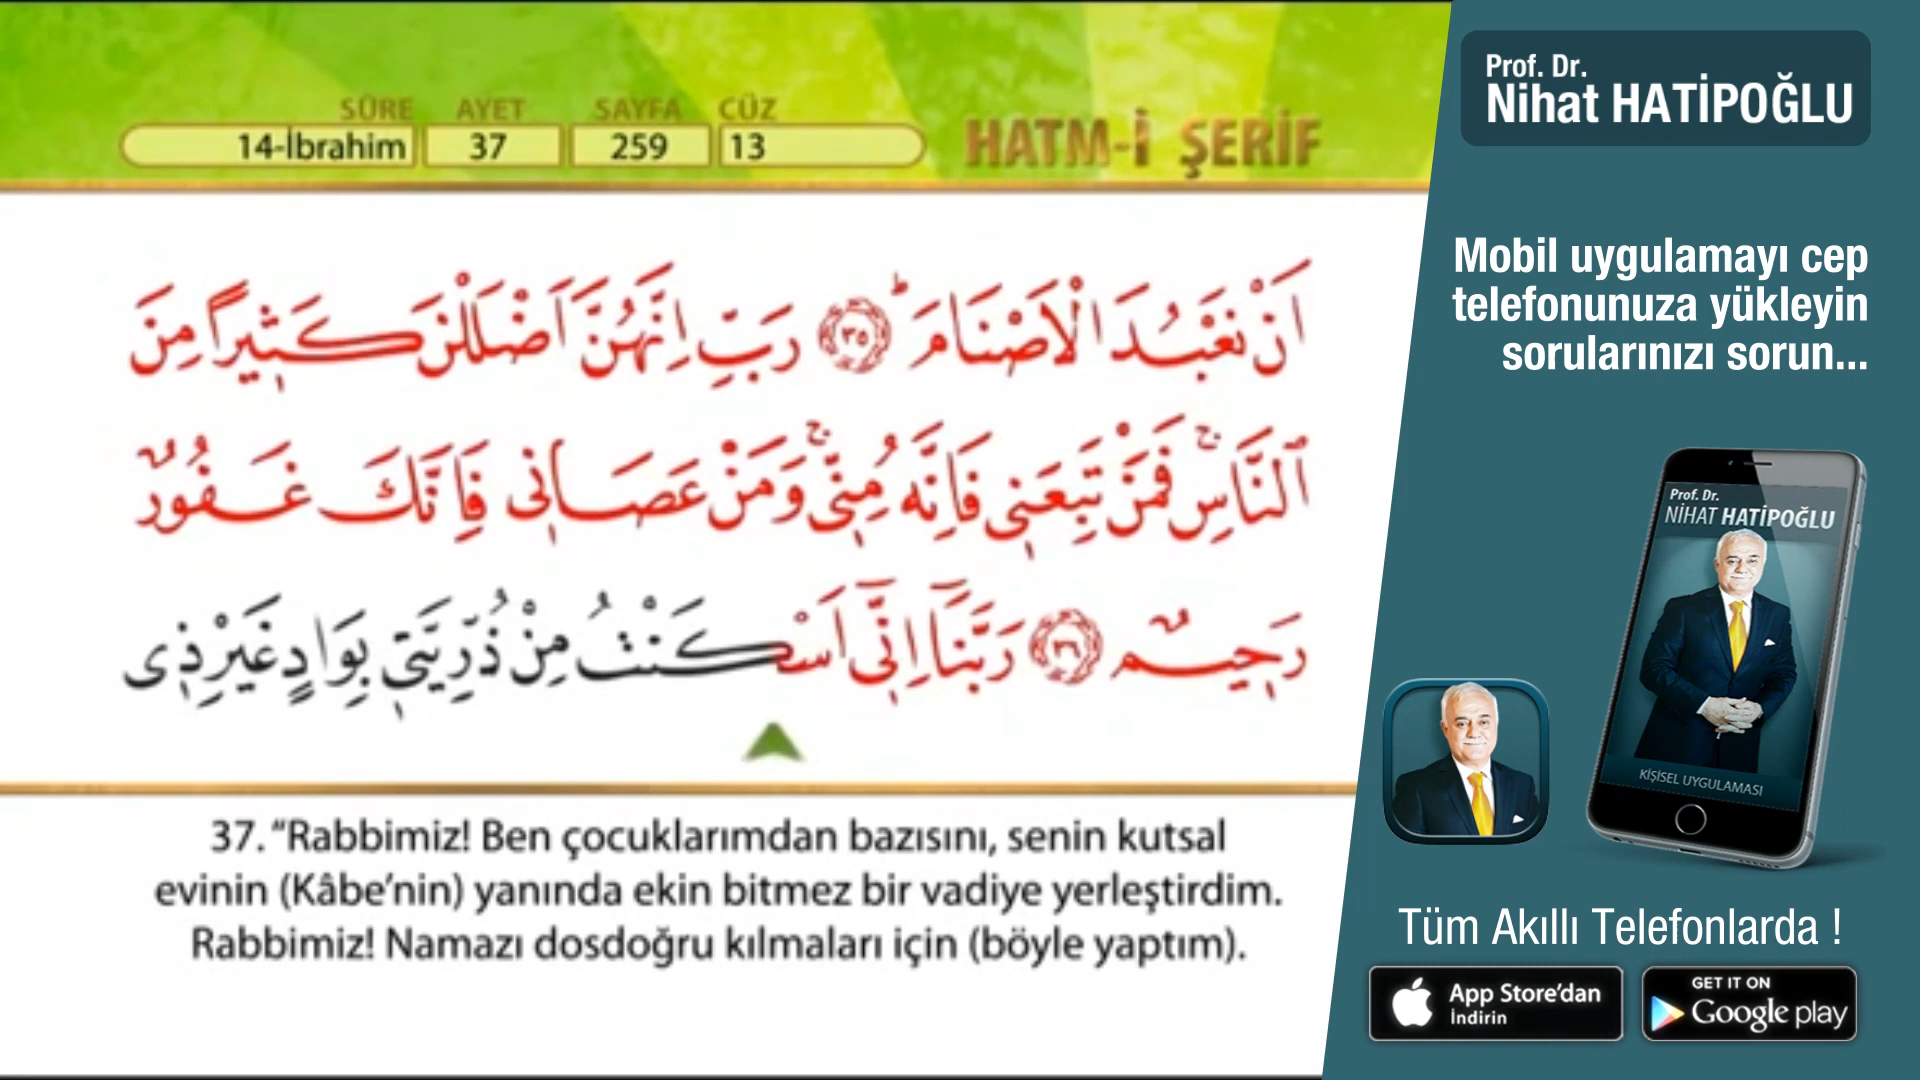 SÛRE AYET SAYFA CÜZ
14-İbrahim 37 259 13
HATM-İ ŞERİF
اَنْ نَعْبُدَ الْاَصْنَامَۜ ﴿٣٥﴾ رَبِّ اِنَّهُنَّ اَضْلَلْنَ كَث۪يرًا مِنَ
النَّاسِۚ فَمَنْ تَبِعَن۪ي فَاِنَّهُ مِنّ۪يۚ وَمَنْ عَصَان۪ي فَاِنَّكَ غَفُورٌ
رَح۪يمٌ ﴿٣٦﴾ رَبَّنَٓا اِنّ۪ٓي اَسْكَنْتُ مِنْ ذُرِّيَّت۪ي بِوَادٍ غَيْرِ ذ۪ي
37. “Rabbimiz! Ben çocuklarımdan bazısını, senin kutsal
evinin (Kâbe’nin) yanında ekin bitmez bir vadiye yerleştirdim.
Rabbimiz! Namazı dosdoğru kılmaları için (böyle yaptım).
Prof. Dr.
Nihat HATİPOĞLU
Mobil uygulamayı cep
telefonunuza yükleyin
sorularınızı sorun...
Prof. Dr.
NİHAT HATİPOĞLU
KİŞİSEL UYGULAMASI
Tüm Akıllı Telefonlarda !
App Store’dan
İndirin
GET IT ON
Google play